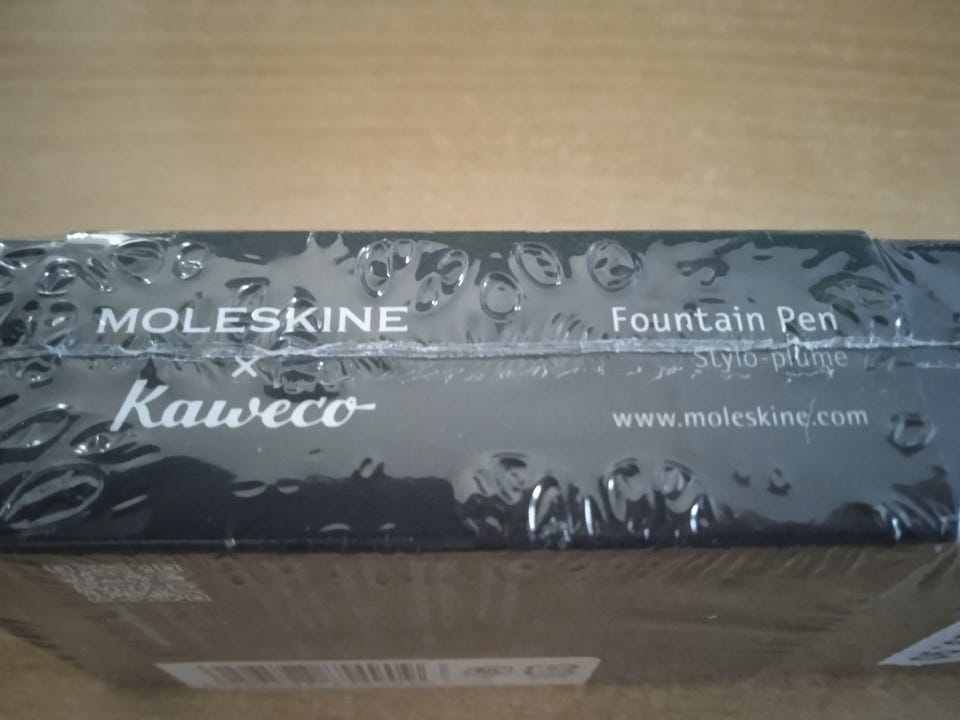 MOLESKINE
×
Kaweco
Fountain Pen
Stylo-plume
www.moleskine.com